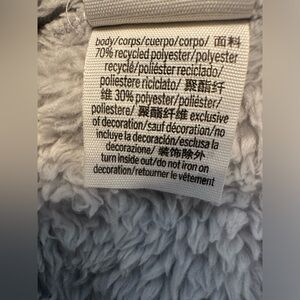 body/corps/cuerpo/corpo/ 面料
70% recycled polyester/polyester
recyclé/poliéster reciclado/
poliestere riciclato/ 聚酯纤
维 30% polyester/poliéster/
poliestere/ 聚酯纤维 exclusive
of decoration/sauf décoration/no
incluye la decoración/esclusa la
decorazione/ 装饰除外
turn inside out/do not iron on
decoration/retourner le vêtement